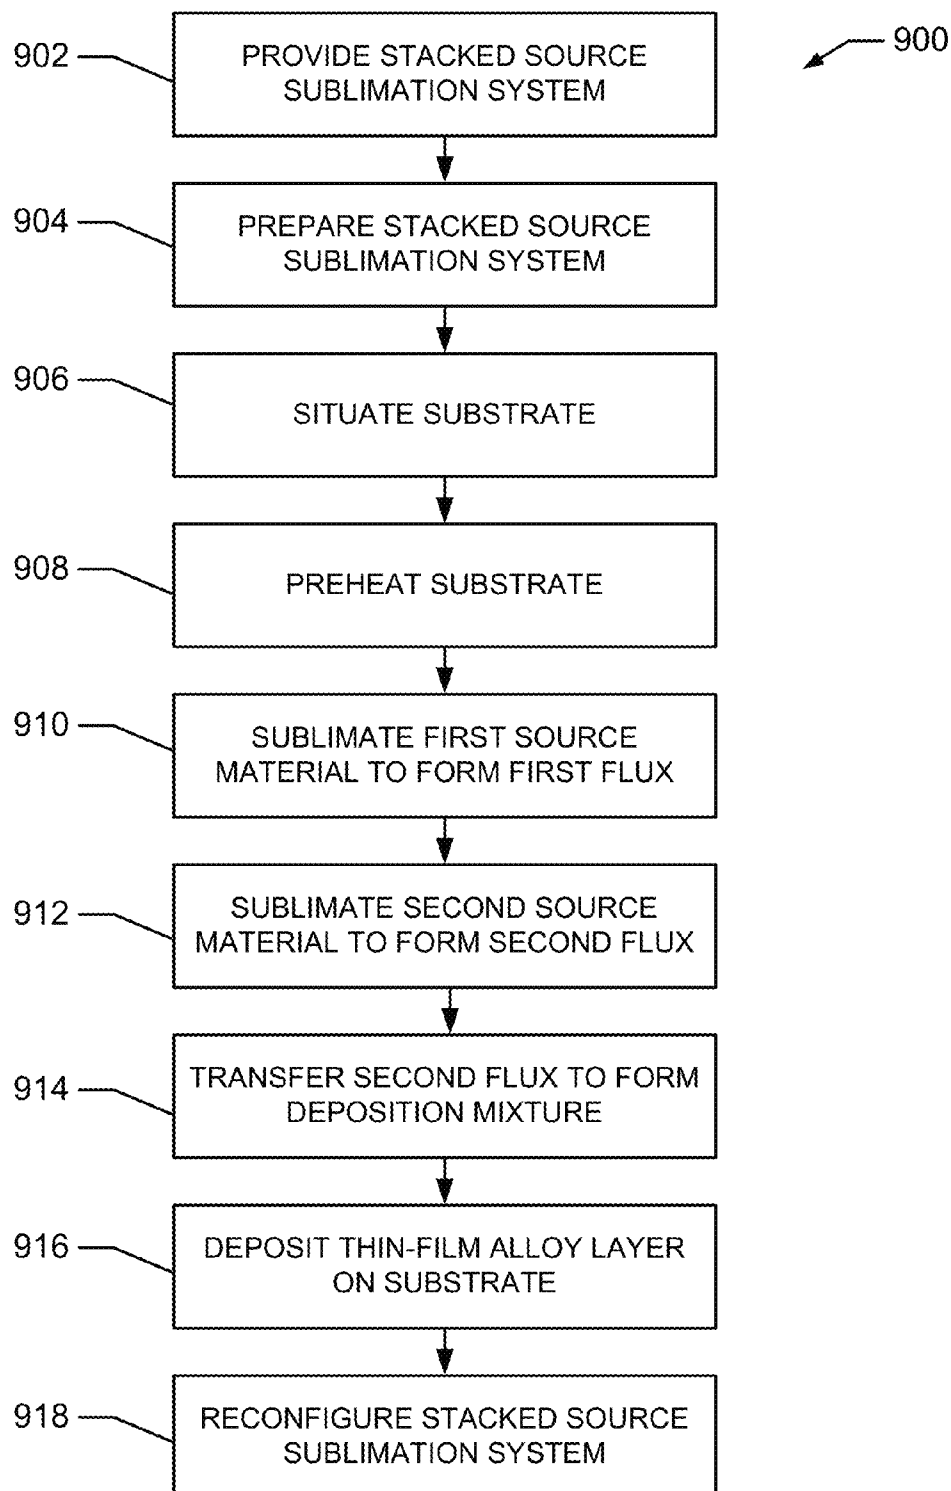 900
902
PROVIDE STACKED SOURCE
SUBLIMATION SYSTEM
904
PREPARE STACKED SOURCE
SUBLIMATION SYSTEM
906
SITUATE SUBSTRATE
908
PREHEAT SUBSTRATE
910
SUBLIMATE FIRST SOURCE
MATERIAL TO FORM FIRST FLUX
912
SUBLIMATE SECOND SOURCE
MATERIAL TO FORM SECOND FLUX
914
TRANSFER SECOND FLUX TO FORM
DEPOSITION MIXTURE
916
DEPOSIT THIN-FILM ALLOY LAYER
ON SUBSTRATE
918
RECONFIGURE STACKED SOURCE
SUBLIMATION SYSTEM